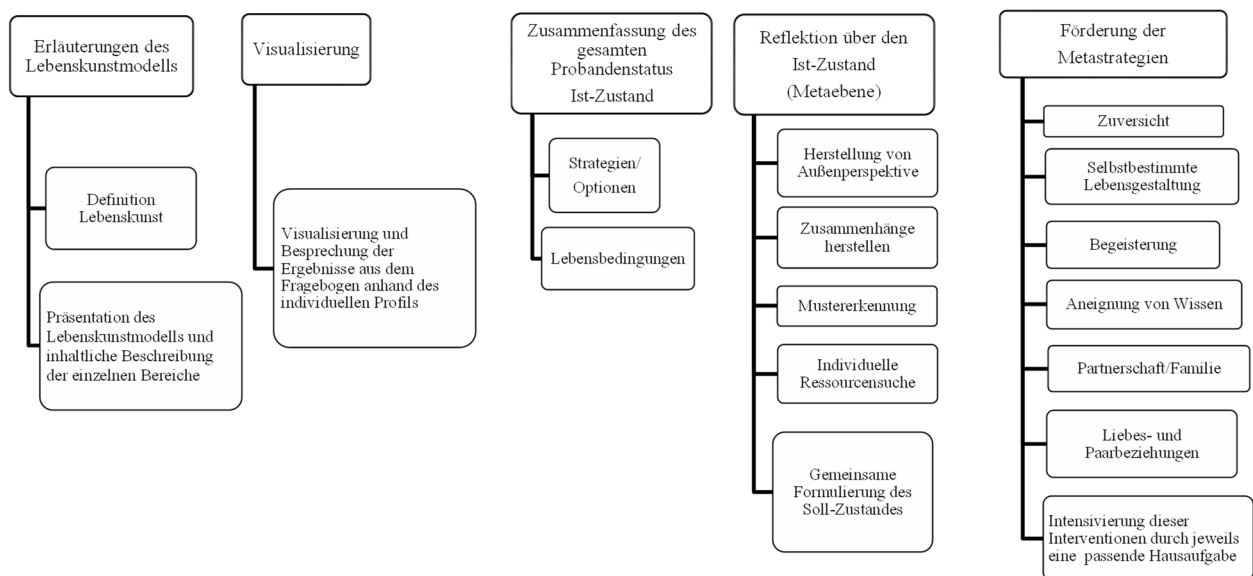 Erläuterungen des
Lebenskunstmodells
Definition
Lebenskunst
Präsentation des
Lebenskunstmodells und
inhaltliche Beschreibung
der einzelnen Bereiche
Visualisierung
Visualisierung und
Besprechung der
Ergebnisse aus dem
Fragebogen anhand des
individuellen Profils
Zusammenfassung des
gesamten
Probandenstatus
Ist-Zustand
Strategien/
Optionen
Lebensbedingungen
Reflektion über den
Ist-Zustand
(Metaebene)
Herstellung von
Außenperspektive
Zusammenhänge
herstellen
Mustererkennung
Individuelle
Ressourcensuche
Gemeinsame
Formulierung des
Soll-Zustandes
Förderung der
Metastrategien
Zuversicht
Selbstbestimmte
Lebensgestaltung
Begeisterung
Aneignung von Wissen
Partnerschaft/Familie
Liebes- und
Paarbeziehungen
Intensivierung dieser
Interventionen durch jeweils
eine passende Hausaufgabe